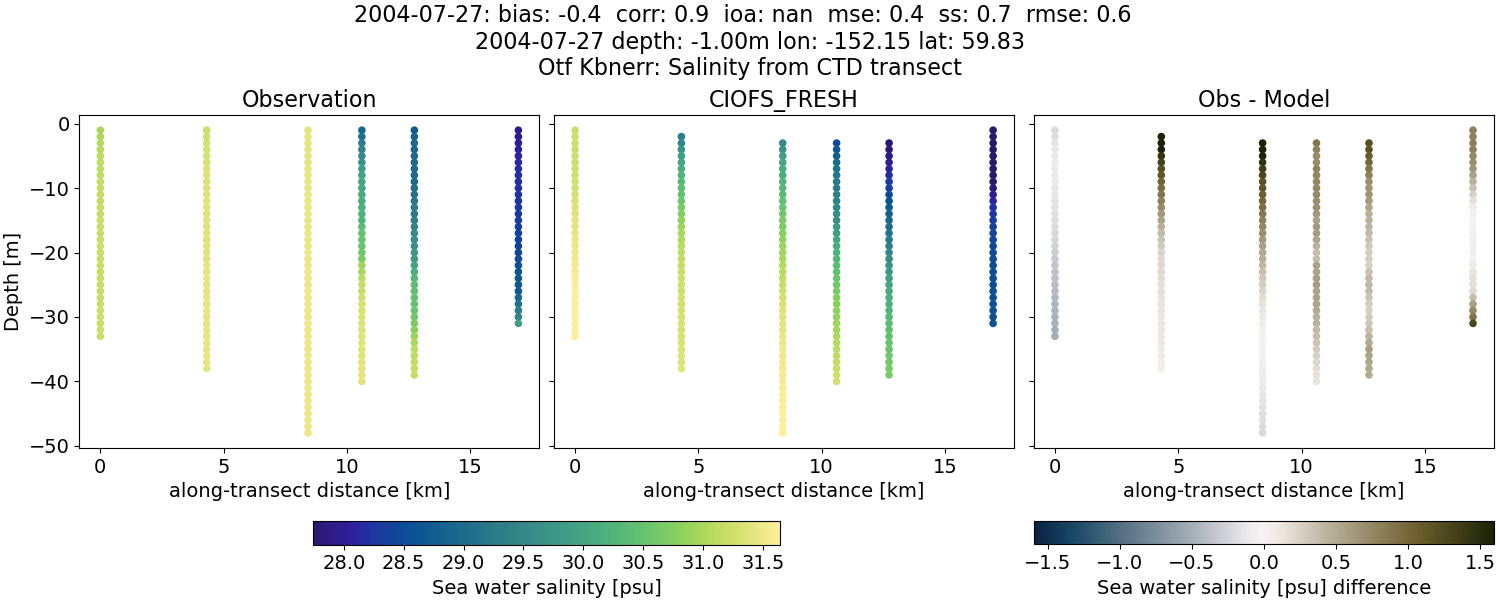 2004-07-27: bias: -0.4  corr: 0.9  ioa: nan  mse: 0.4  ss: 0.7  rmse: 0.6
2004-07-27 depth: -1.00m lon: -152.15 lat: 59.83
Otf Kbnerr: Salinity from CTD transect
Observation
CIOFS_FRESH
Obs - Model
Depth [m]
0
−10
−20
−30
−40
−50
0 5 10 15
0 5 10 15
0 5 10 15
along-transect distance [km]
along-transect distance [km]
along-transect distance [km]
28.0 28.5 29.0 29.5 30.0 30.5 31.0 31.5
Sea water salinity [psu]
−1.5 −1.0 −0.5 0.0 0.5 1.0 1.5
Sea water salinity [psu] difference